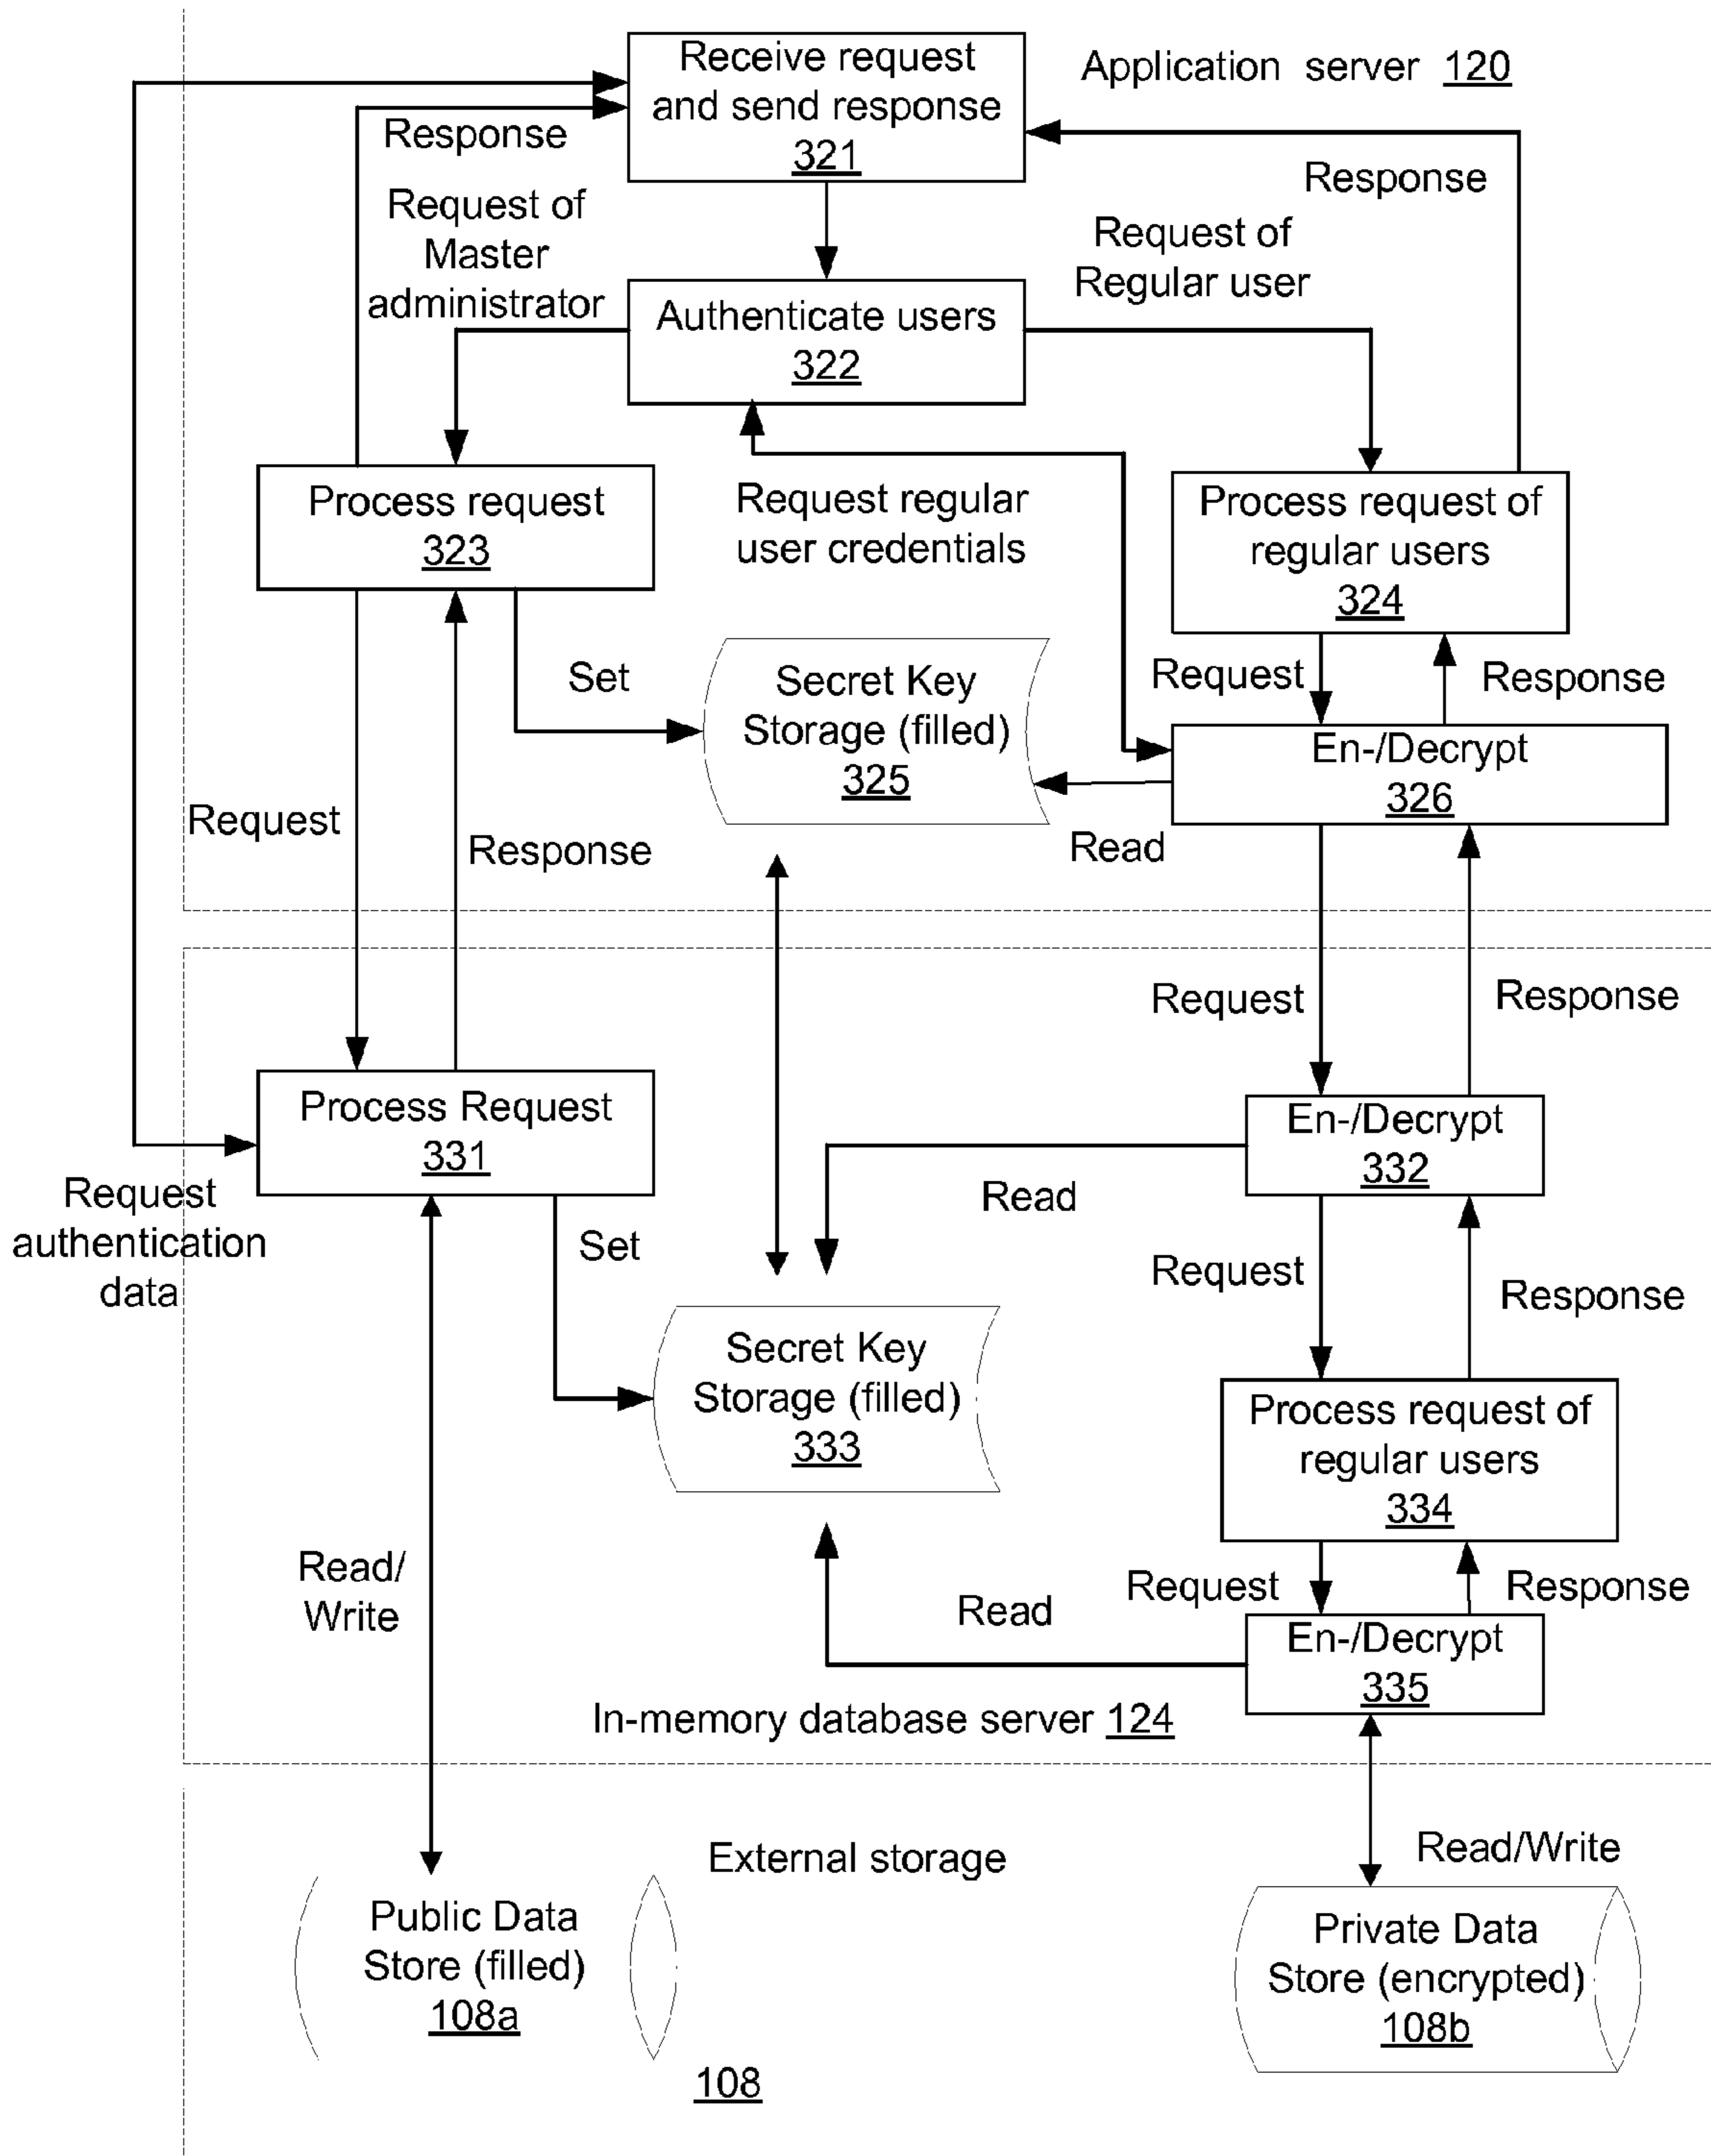 Receive request
and send response
321
Application server 120
Response
Response
Request of
Master
administrator
Request of
Regular user
Authenticate users
322
Process request
323
Request regular
user credentials
Process request of
regular users
324
Set
Secret Key
Storage (filled)
325
Request
Response
En-/Decrypt
326
Request
Response
Read
Request
Response
Process Request
331
En-/Decrypt
332
Request
authentication
data
Set
Read
Request
Response
Secret Key
Storage (filled)
333
Process request of
regular users
334
Read/
Write
Read
Request
Response
En-/Decrypt
335
In-memory database server 124
External storage
Read/Write
Public Data
Store (filled)
108a
Private Data
Store (encrypted)
108b
108